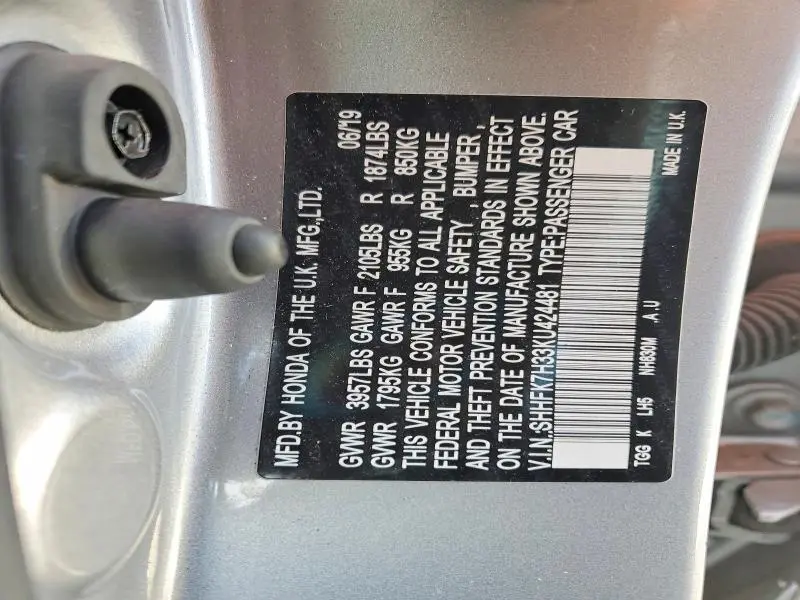 MFD.BY HONDA OF THE U.K. MFG.,LTD. 06/19
GVWR 3957LBS GAWR F 2105LBS R 1874LBS
GVWR 1795KG GAWR F 955KG R 850KG
THIS VEHICLE CONFORMS TO ALL APPLICABLE
FEDERAL MOTOR VEHICLE SAFETY , BUMPER ,
AND THEFT PREVENTION STANDARDS IN EFFECT
ON THE DATE OF MANUFACTURE SHOWN ABOVE.
V.I.N.:SHHFK7H33KU424481 TYPE:PASSENGER CAR
TGG K LH5 NH830M .A U MADE IN U.K.